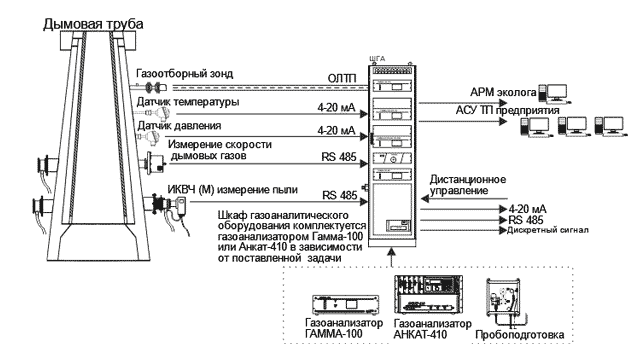 Дымовая труба
ШГА
Газоотборный зонд
ОЛТП
Датчик температуры
4-20 мА
Датчик давления
4-20 мА
Измерение скорости
дымовых газов
RS 485
ИКВЧ (М) измерение пыли
RS 485
АРМ эколога
АСУ ТП предприятия
Дистанционное
управление
4-20 мА
RS 485
Дискретный сигнал
Шкаф газоаналитического
оборудования комплектуется
газоанализатором Гамма-100
или Анкат-410 в зависимости
от поставленной задачи
Газоанализатор
ГАММА-100
Газоанализатор
АНКАТ-410
Пробоподготовка